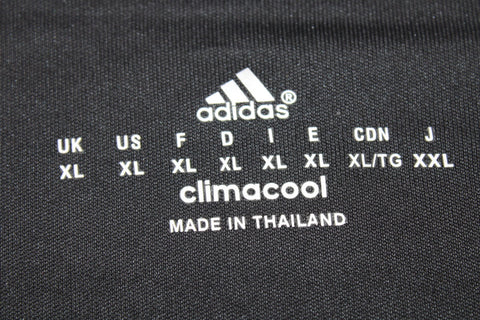 adidas®
UK US F D I E CDN J
XL XL XL XL XL XL XL/TG XXL
climacool
MADE IN THAILAND